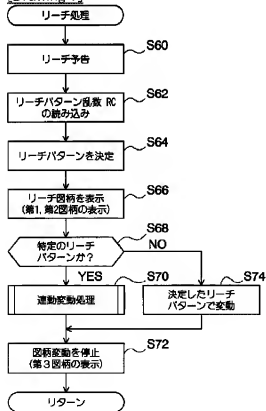 リーチ処理
S60
リーチ予告
S62
リーチパターン乱数 RC
の読み込み
S64
リーチパターンを決定
S66
リーチ図柄を表示
(第1,第2図柄の表示)
S68
特定のリーチ
パターンか?
NO
YES
S70
S74
連動変動処理
決定したリーチ
パターンで変動
S72
図柄変動を停止
(第3図柄の表示)
リターン